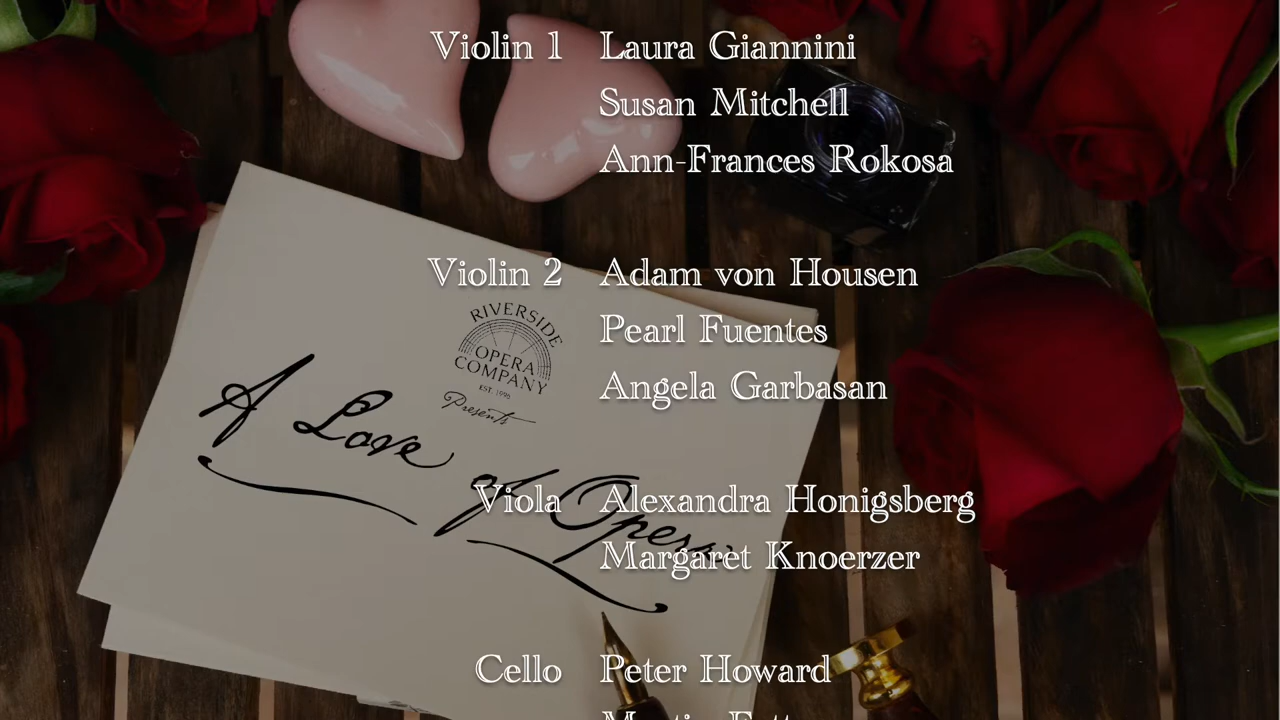 Violin 1 Laura Giannini
Susan Mitchell
Ann-Frances Rokosa
Violin 2 Adam von Housen
Pearl Fuentes
Angela Garbasan
Viola Alexandra Honigsberg
Margaret Knoerzer
Cello Peter Howard
RIVERSIDE
OPERA
COMPANY
EST. 1995
Presents
A Love of Opera